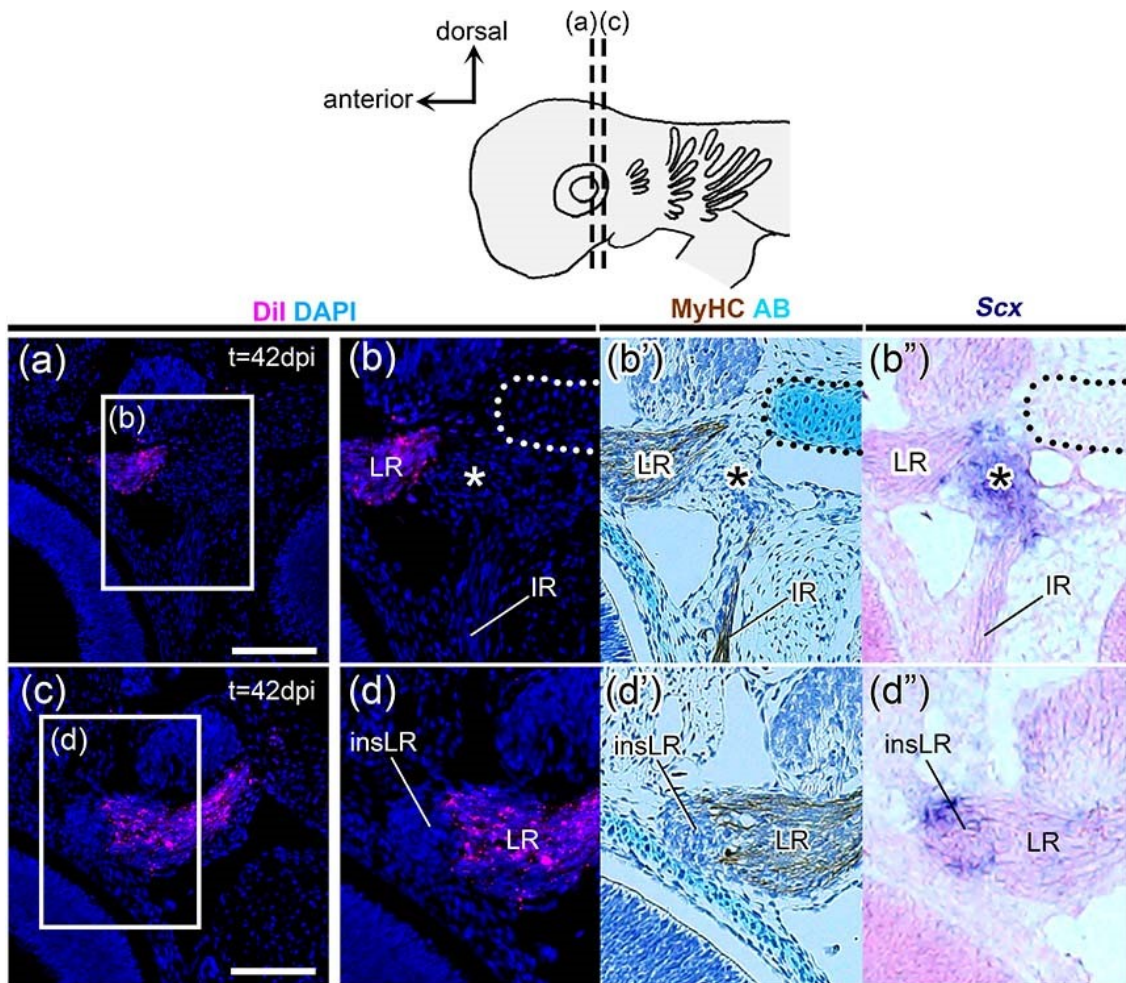 (a) (c)
dorsal
anterior
DiI DAPI MyHC AB Scx
(a) t=42dpi (b) (b') (b")
(b)
LR LR LR
* * *
IR IR IR
(c) t=42dpi (d) (d') (d")
(d) insLR insLR insLR
LR LR LR